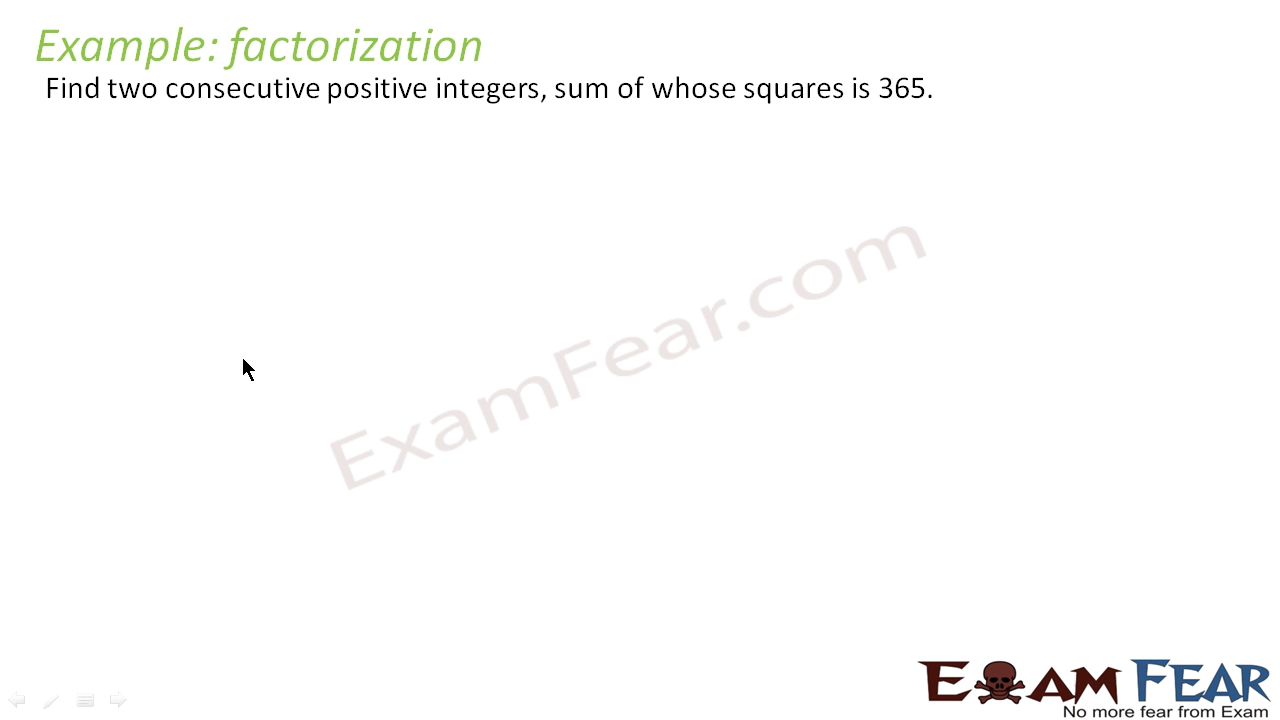 Example: factorization
Find two consecutive positive integers, sum of whose squares is 365.
ExamFear.com
EXAM FEAR
No more fear from Exam